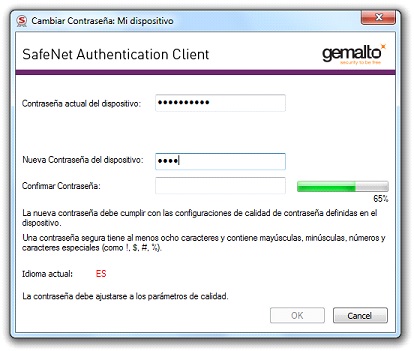 Cambiar Contraseña: Mi dispositivo
SafeNet Authentication Client
gemalto
security to be free
Contraseña actual del dispositivo:
••••••••••
Nueva Contraseña del dispositivo:
••••
Confirmar Contraseña:
65%
La nueva contraseña debe cumplir con las configuraciones de calidad de contraseña definidas en el
dispositivo.
Una contraseña segura tiene al menos ocho caracteres y contiene mayúsculas, minúsculas, números y
caracteres especiales (como !, $, #, %).
Idioma actual: ES
La contraseña debe ajustarse a los parámetros de calidad.
OK Cancel